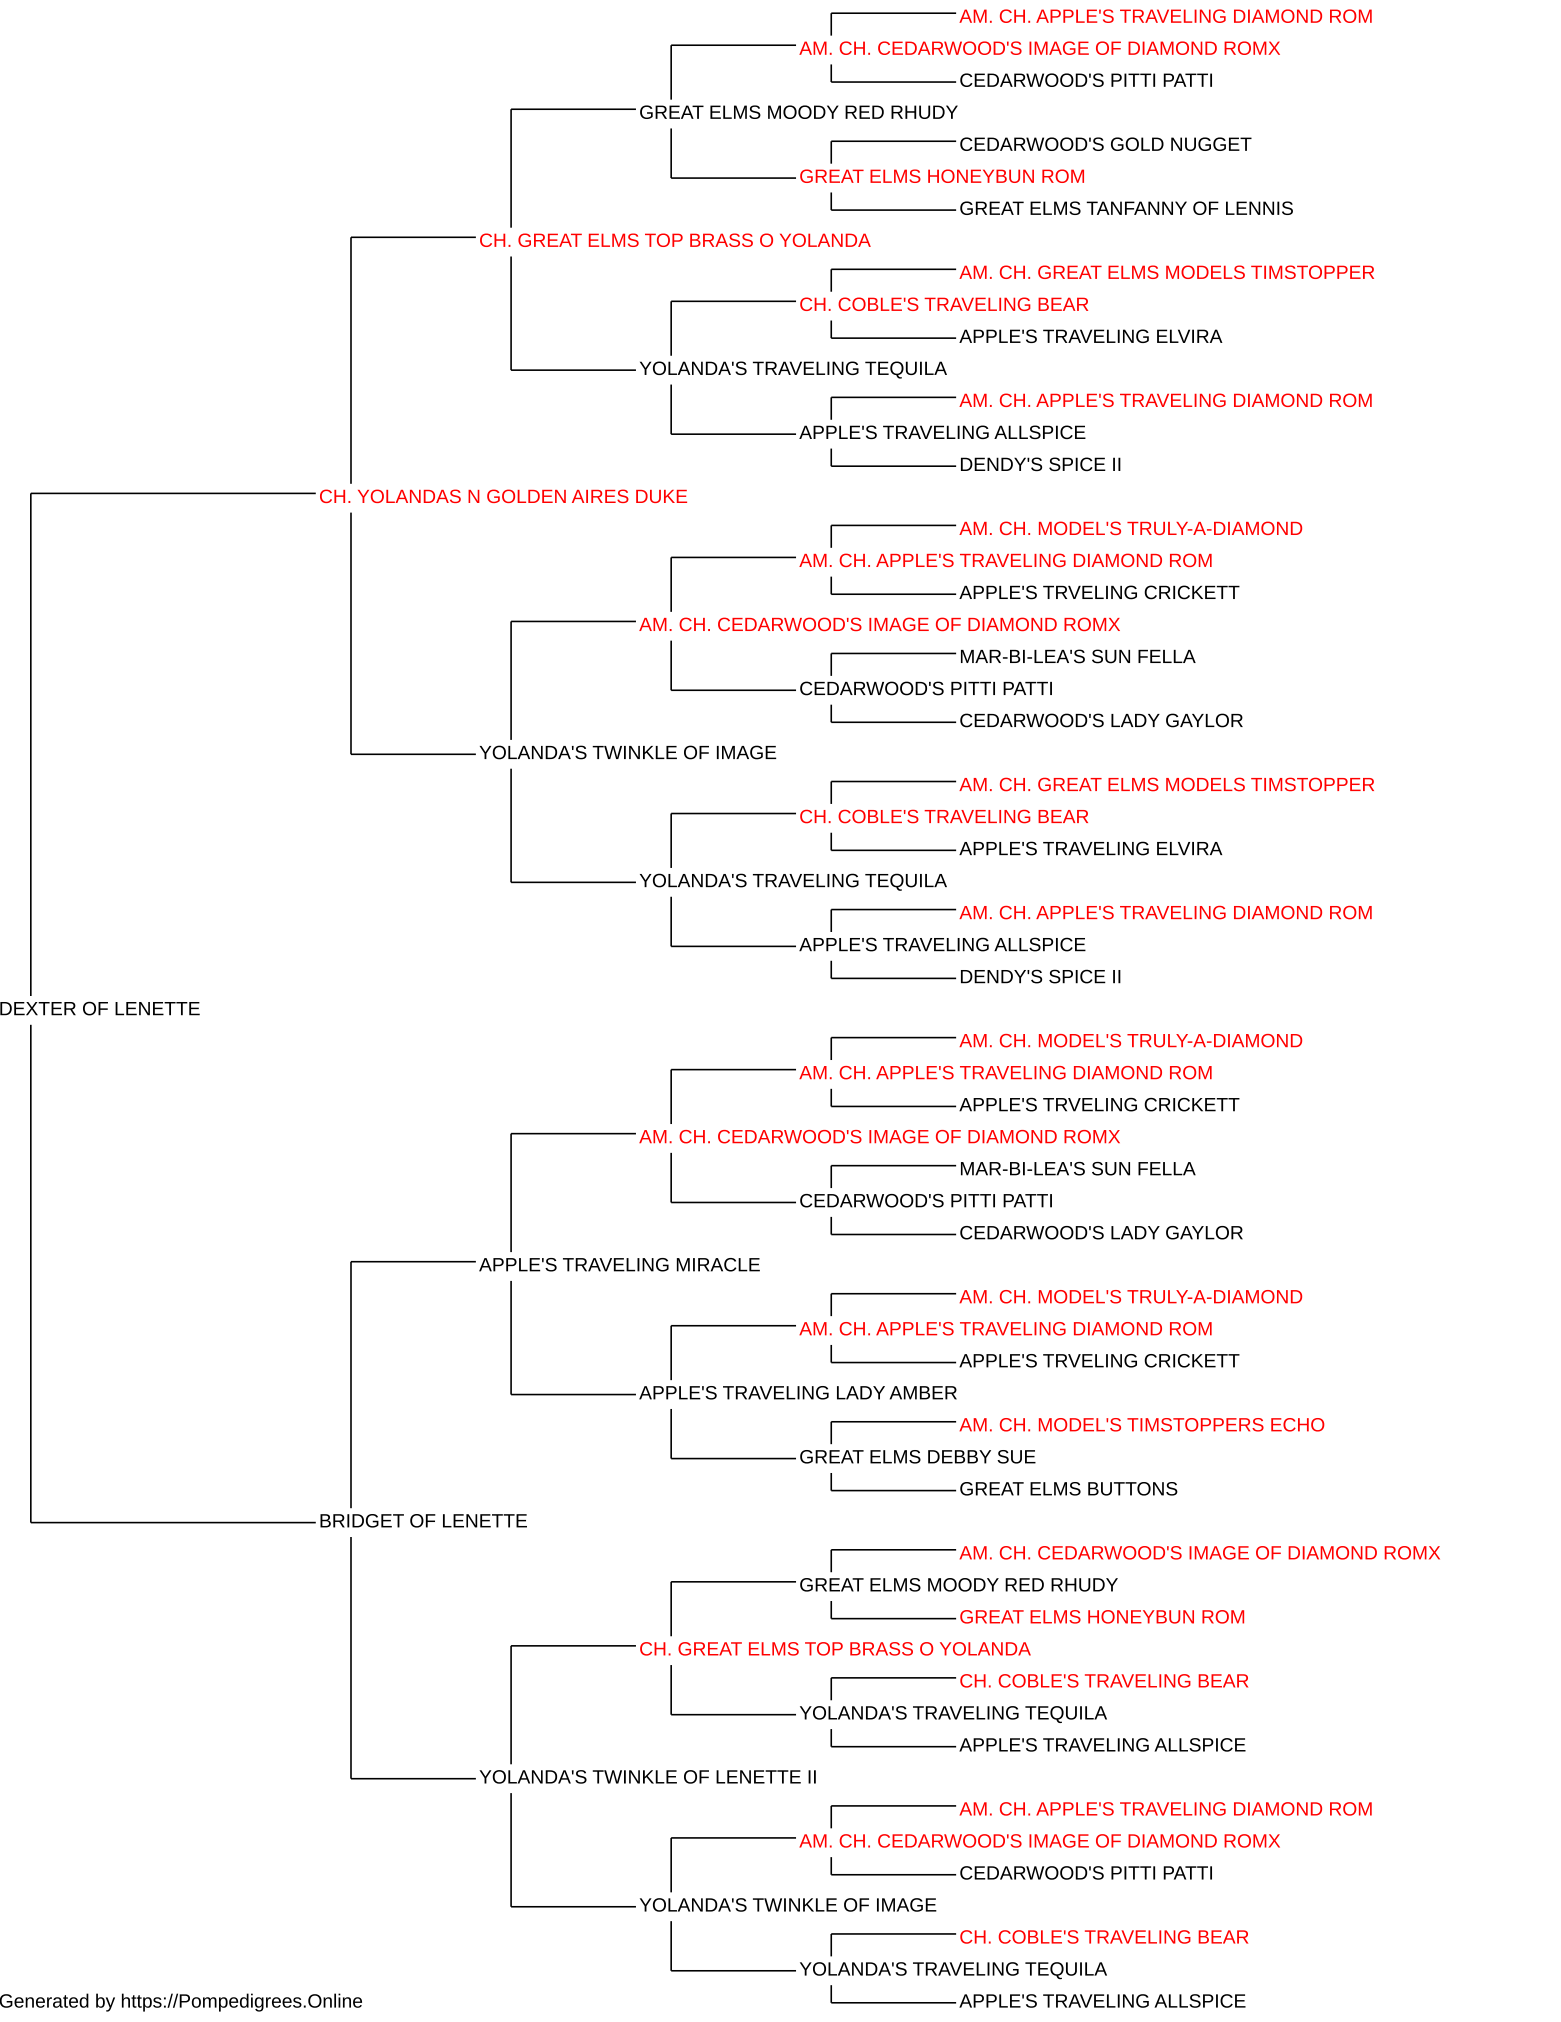 AM. CH. APPLE'S TRAVELING DIAMOND ROM
AM. CH. CEDARWOOD'S IMAGE OF DIAMOND ROMX
CEDARWOOD'S PITTI PATTI
GREAT ELMS MOODY RED RHUDY
CEDARWOOD'S GOLD NUGGET
GREAT ELMS HONEYBUN ROM
GREAT ELMS TANFANNY OF LENNIS
CH. GREAT ELMS TOP BRASS O YOLANDA
AM. CH. GREAT ELMS MODELS TIMSTOPPER
CH. COBLE'S TRAVELING BEAR
APPLE'S TRAVELING ELVIRA
YOLANDA'S TRAVELING TEQUILA
AM. CH. APPLE'S TRAVELING DIAMOND ROM
APPLE'S TRAVELING ALLSPICE
DENDY'S SPICE II
CH. YOLANDAS N GOLDEN AIRES DUKE
AM. CH. MODEL'S TRULY-A-DIAMOND
AM. CH. APPLE'S TRAVELING DIAMOND ROM
APPLE'S TRVELING CRICKETT
AM. CH. CEDARWOOD'S IMAGE OF DIAMOND ROMX
MAR-BI-LEA'S SUN FELLA
CEDARWOOD'S PITTI PATTI
CEDARWOOD'S LADY GAYLOR
YOLANDA'S TWINKLE OF IMAGE
AM. CH. GREAT ELMS MODELS TIMSTOPPER
CH. COBLE'S TRAVELING BEAR
APPLE'S TRAVELING ELVIRA
YOLANDA'S TRAVELING TEQUILA
AM. CH. APPLE'S TRAVELING DIAMOND ROM
APPLE'S TRAVELING ALLSPICE
DENDY'S SPICE II
DEXTER OF LENETTE
AM. CH. MODEL'S TRULY-A-DIAMOND
AM. CH. APPLE'S TRAVELING DIAMOND ROM
APPLE'S TRVELING CRICKETT
AM. CH. CEDARWOOD'S IMAGE OF DIAMOND ROMX
MAR-BI-LEA'S SUN FELLA
CEDARWOOD'S PITTI PATTI
CEDARWOOD'S LADY GAYLOR
APPLE'S TRAVELING MIRACLE
AM. CH. MODEL'S TRULY-A-DIAMOND
AM. CH. APPLE'S TRAVELING DIAMOND ROM
APPLE'S TRVELING CRICKETT
APPLE'S TRAVELING LADY AMBER
AM. CH. MODEL'S TIMSTOPPERS ECHO
GREAT ELMS DEBBY SUE
GREAT ELMS BUTTONS
BRIDGET OF LENETTE
AM. CH. CEDARWOOD'S IMAGE OF DIAMOND ROMX
GREAT ELMS MOODY RED RHUDY
GREAT ELMS HONEYBUN ROM
CH. GREAT ELMS TOP BRASS O YOLANDA
CH. COBLE'S TRAVELING BEAR
YOLANDA'S TRAVELING TEQUILA
APPLE'S TRAVELING ALLSPICE
YOLANDA'S TWINKLE OF LENETTE II
AM. CH. APPLE'S TRAVELING DIAMOND ROM
AM. CH. CEDARWOOD'S IMAGE OF DIAMOND ROMX
CEDARWOOD'S PITTI PATTI
YOLANDA'S TWINKLE OF IMAGE
CH. COBLE'S TRAVELING BEAR
YOLANDA'S TRAVELING TEQUILA
APPLE'S TRAVELING ALLSPICE
Generated by https://Pompedigrees.Online